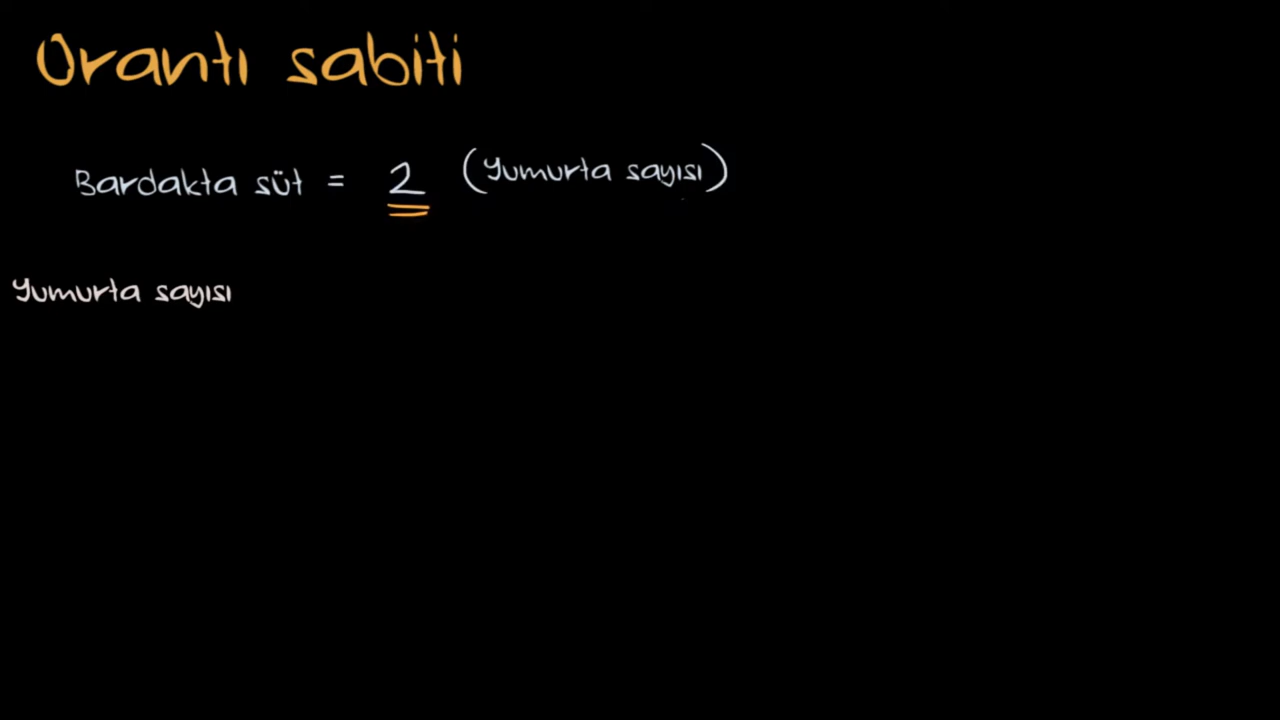 Orantı sabiti
Bardakta süt = 2 (Yumurta sayısı)
Yumurta sayısı